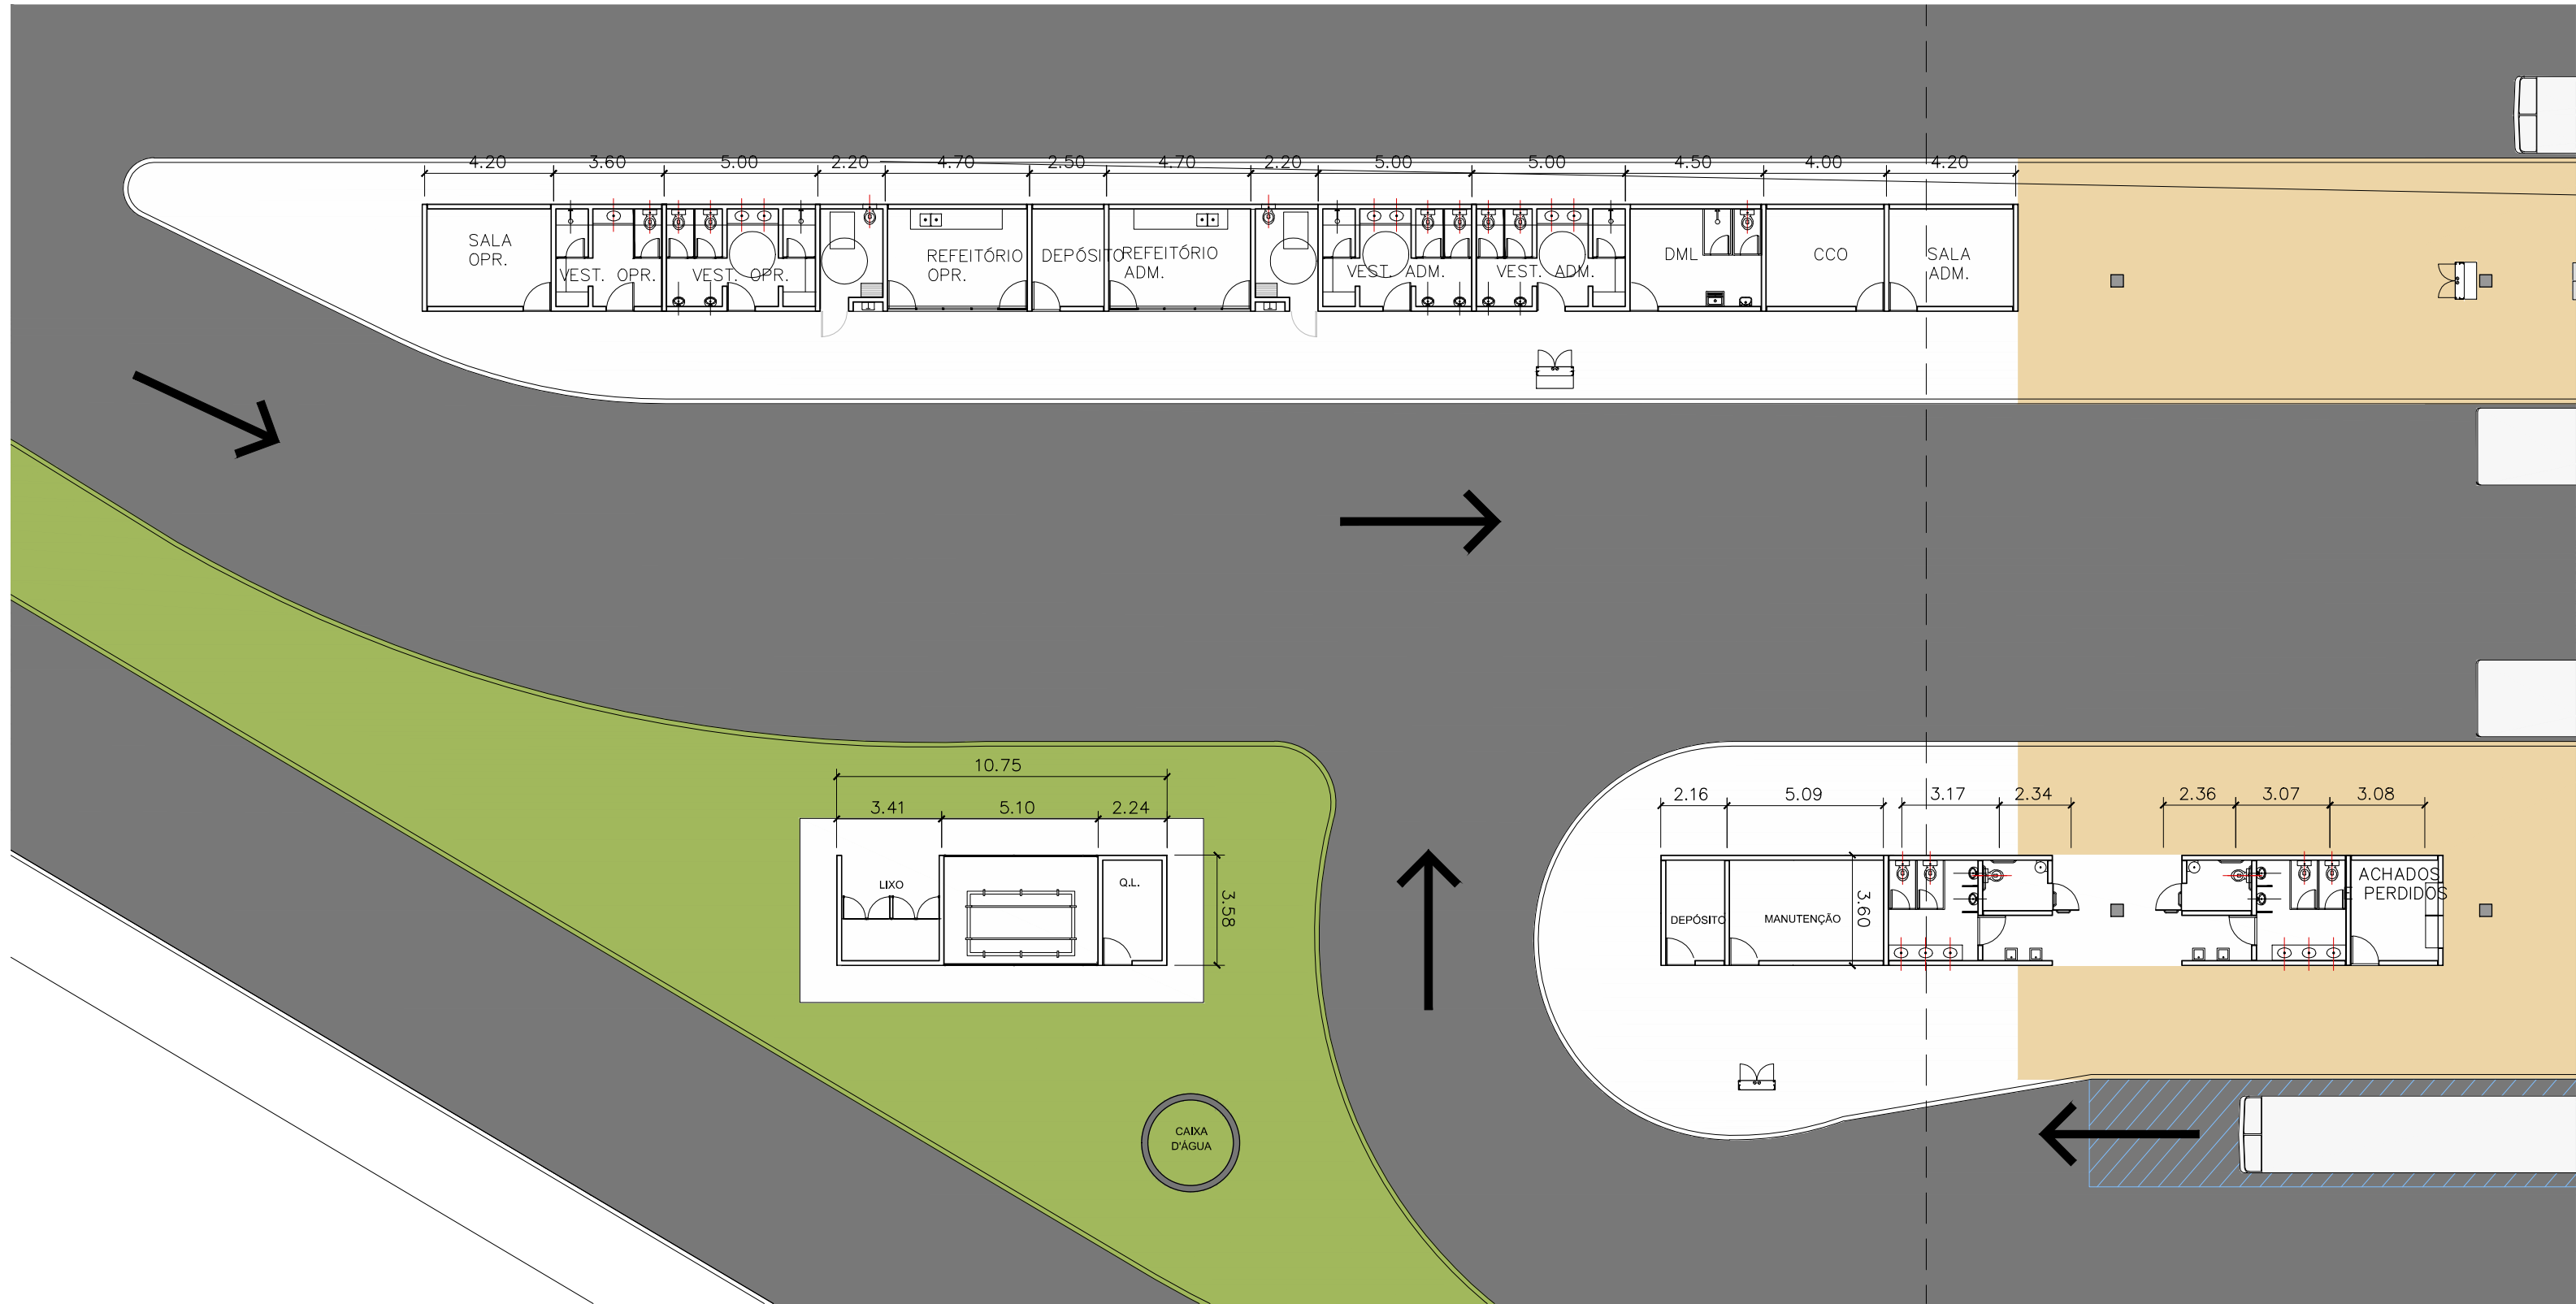 4.20 3.60 5.00 2.20 4.70 2.50 4.70 2.20 5.00 5.00 4.50 4.00 4.20
SALA
OPR.
VEST. OPR.
VEST. OPR.
REFEITÓRIO
OPR.
DEPÓSITO
REFEITÓRIO
ADM.
VEST. ADM.
VEST. ADM.
DML
CCO
SALA
ADM.
10.75
3.41 5.10 2.24
LIXO
Q.L.
3.58
2.16 5.09 3.17 2.34 2.36 3.07 3.08
DEPÓSITO
MANUTENÇÃO
3.60
ACHADOS
E PERDIDOS
CAIXA
D'ÁGUA